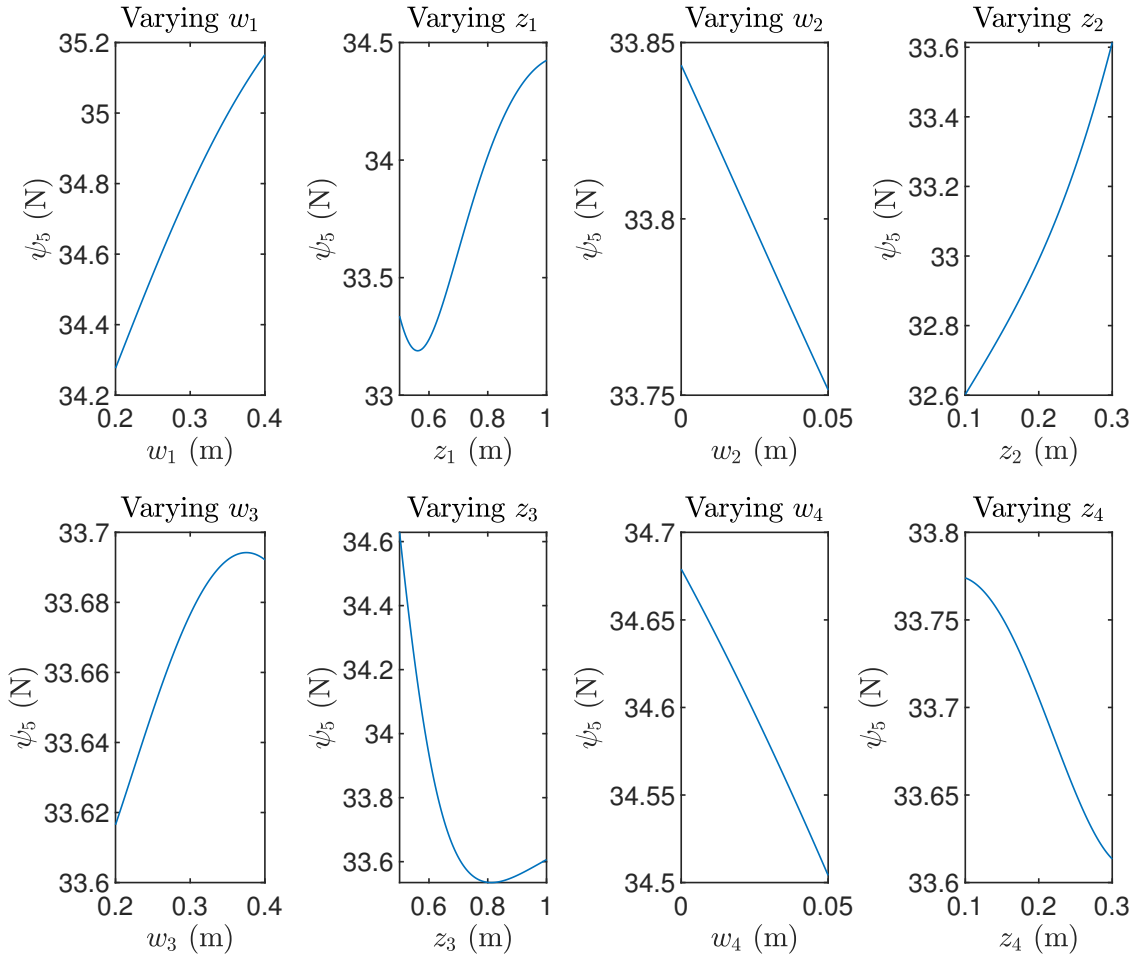 Varying w₁
35.2
35
34.8
34.6
34.4
34.2
ψ₅ (N)
0.2 0.3 0.4
w₁ (m)
Varying z₁
34.5
34
33.5
33
ψ₅ (N)
0.6 0.8 1
z₁ (m)
Varying w₂
33.85
33.8
33.75
ψ₅ (N)
0 0.05
w₂ (m)
Varying z₂
33.6
33.4
33.2
33
32.8
32.6
ψ₅ (N)
0.1 0.2 0.3
z₂ (m)
Varying w₃
33.7
33.68
33.66
33.64
33.62
33.6
ψ₅ (N)
0.2 0.3 0.4
w₃ (m)
Varying z₃
34.6
34.4
34.2
34
33.8
33.6
ψ₅ (N)
0.6 0.8 1
z₃ (m)
Varying w₄
34.7
34.65
34.6
34.55
34.5
ψ₅ (N)
0 0.05
w₄ (m)
Varying z₄
33.8
33.75
33.7
33.65
33.6
ψ₅ (N)
0.1 0.2 0.3
z₄ (m)